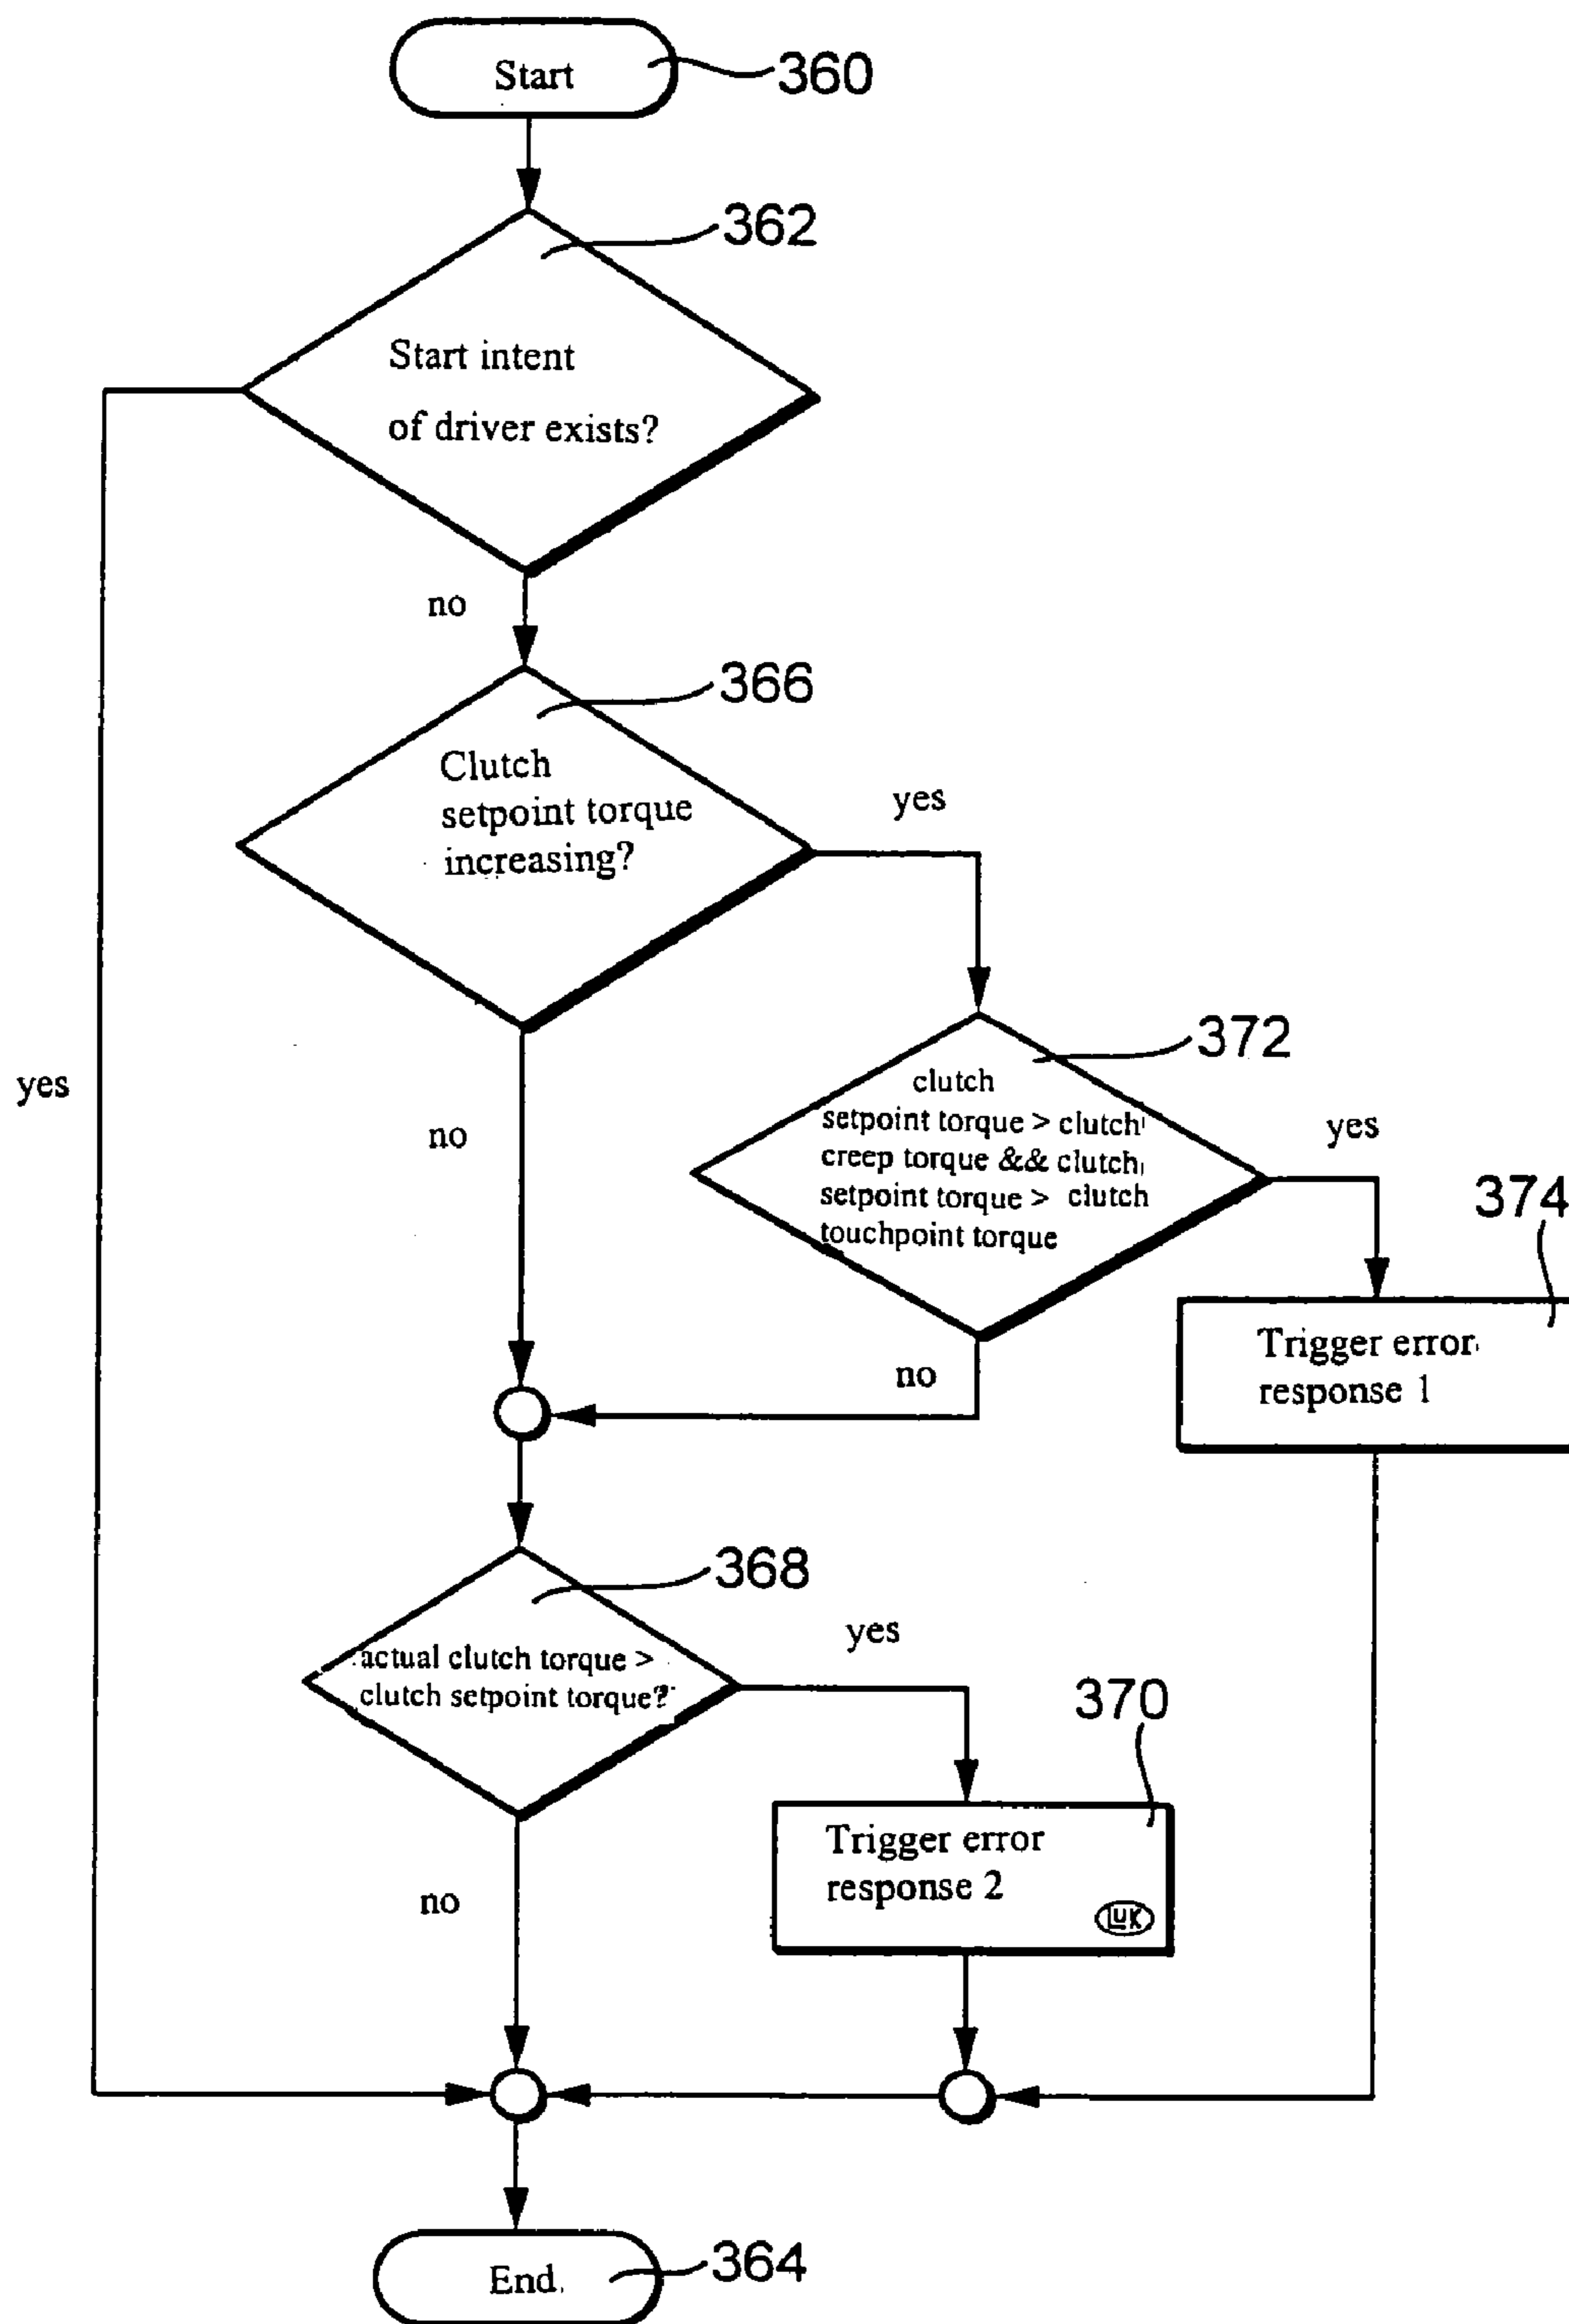 Start
360
362
Start intent
of driver exists?
no
366
Clutch
setpoint torque
increasing?
yes
372
clutch
setpoint torque > clutch
creep torque && clutch
setpoint torque > clutch
touchpoint torque
yes
yes
no
374
Trigger error
response 1
no
368
actual clutch torque >
clutch setpoint torque?
yes
370
Trigger error
response 2
LuK
no
End
364